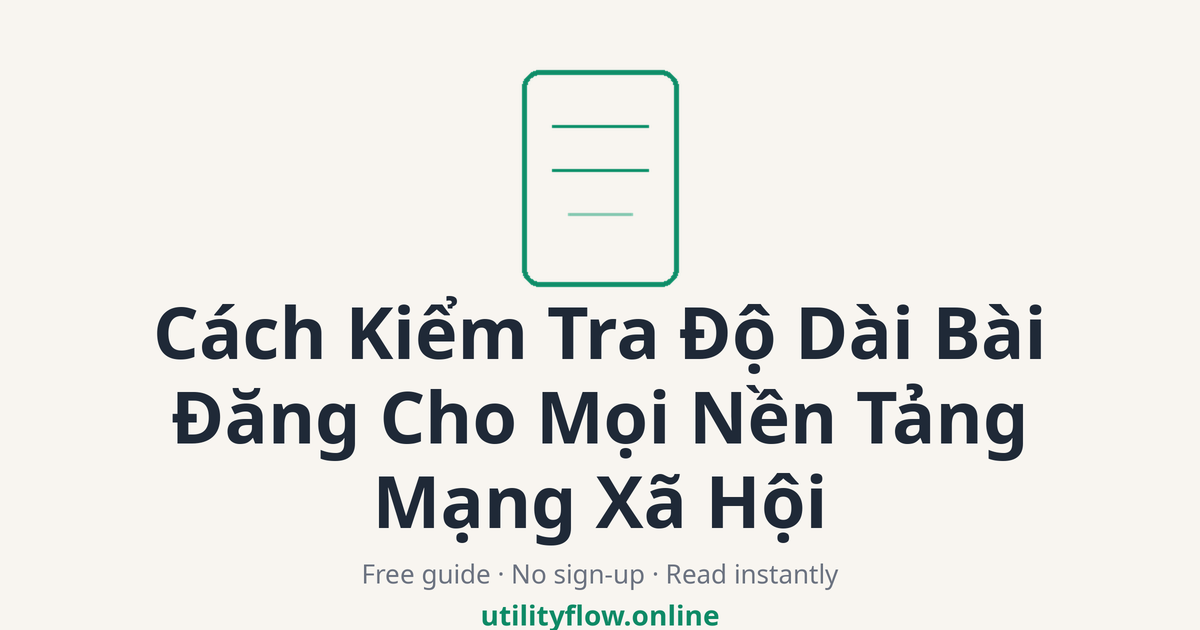 Cách Kiểm Tra Độ Dài Bài
Đăng Cho Mọi Nền Tảng
Mạng Xã Hội
Free guide · No sign-up · Read instantly
utilityflow.online